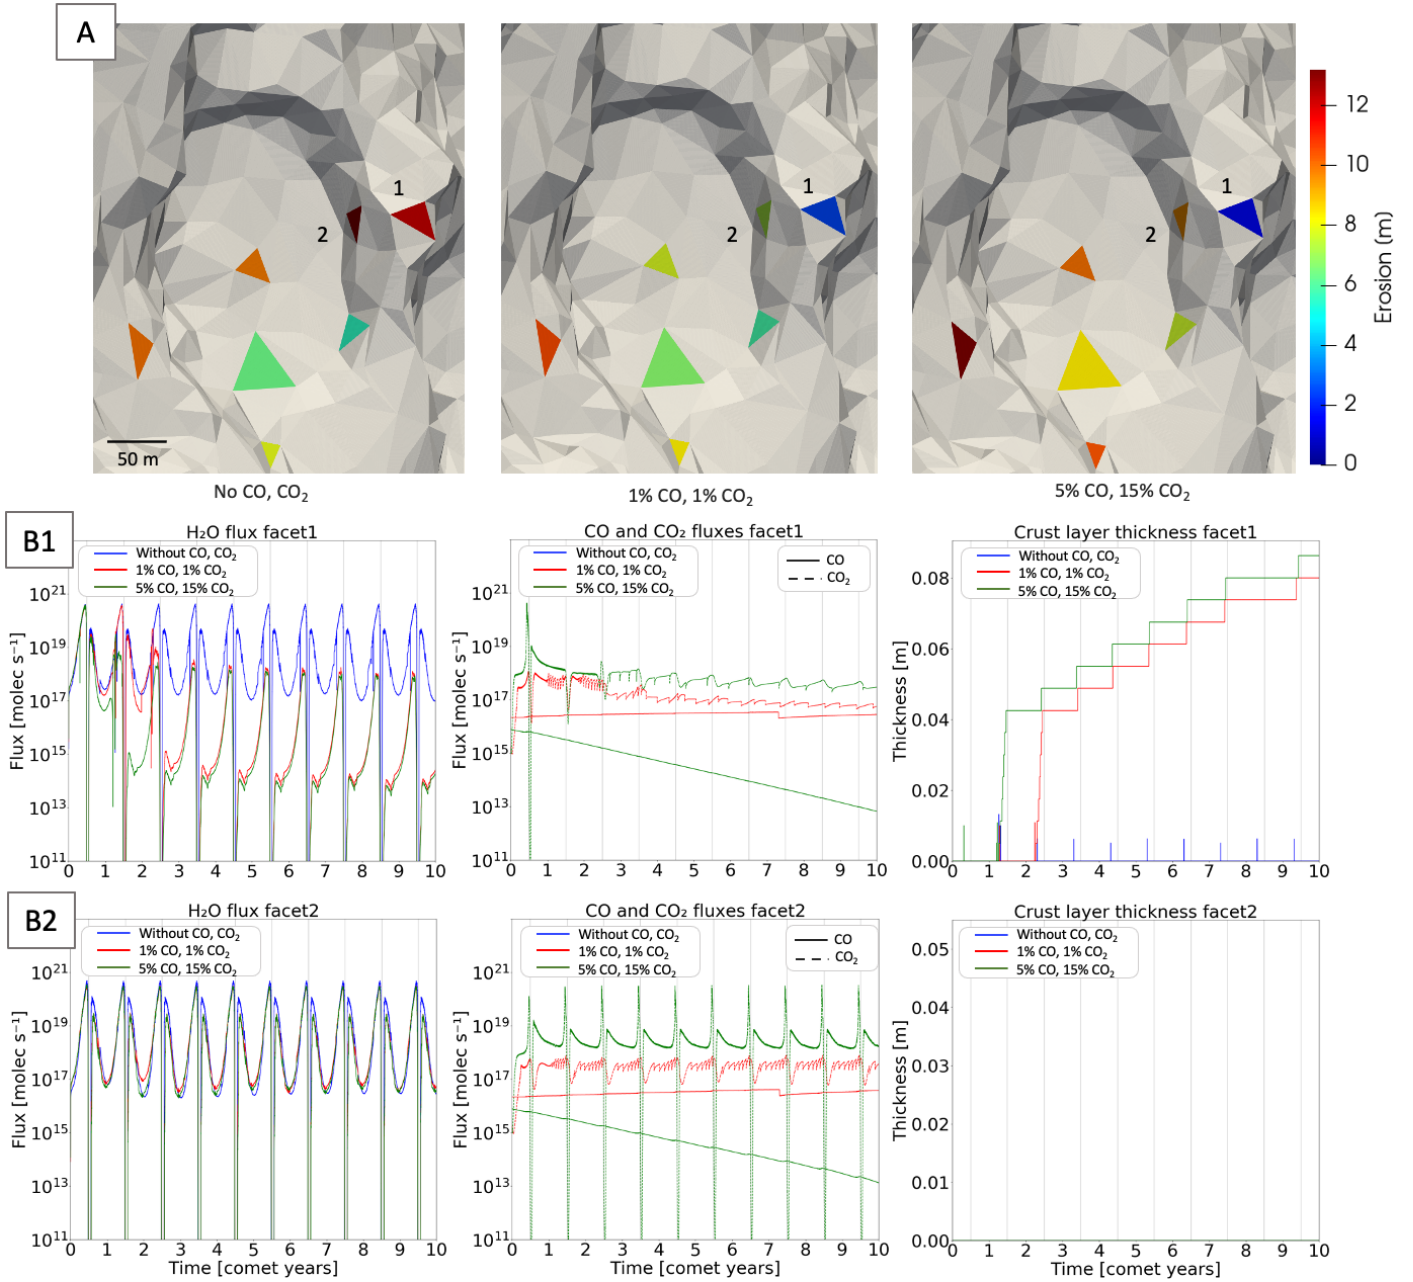 A
1
2
1
2
1
2
50 m
No CO, CO₂
1% CO, 1% CO₂
5% CO, 15% CO₂
12
10
8
6
4
2
0
Erosion (m)
B1
H₂O flux facet1
Without CO, CO₂
1% CO, 1% CO₂
5% CO, 15% CO₂
Flux [molec s⁻¹]
10²¹
10¹⁹
10¹⁷
10¹⁵
10¹³
10¹¹
0 1 2 3 4 5 6 7 8 9 10
CO and CO₂ fluxes facet1
Without CO, CO₂
1% CO, 1% CO₂
5% CO, 15% CO₂
CO
CO₂
Flux [molec s⁻¹]
10²¹
10¹⁹
10¹⁷
10¹⁵
10¹³
10¹¹
0 1 2 3 4 5 6 7 8 9 10
Crust layer thickness facet1
Without CO, CO₂
1% CO, 1% CO₂
5% CO, 15% CO₂
Thickness [m]
0.08
0.06
0.04
0.02
0.00
0 1 2 3 4 5 6 7 8 9 10
B2
H₂O flux facet2
Without CO, CO₂
1% CO, 1% CO₂
5% CO, 15% CO₂
Flux [molec s⁻¹]
10²¹
10¹⁹
10¹⁷
10¹⁵
10¹³
10¹¹
0 1 2 3 4 5 6 7 8 9 10
Time [comet years]
CO and CO₂ fluxes facet2
Without CO, CO₂
1% CO, 1% CO₂
5% CO, 15% CO₂
CO
CO₂
Flux [molec s⁻¹]
10²¹
10¹⁹
10¹⁷
10¹⁵
10¹³
10¹¹
0 1 2 3 4 5 6 7 8 9 10
Time [comet years]
Crust layer thickness facet2
Without CO, CO₂
1% CO, 1% CO₂
5% CO, 15% CO₂
Thickness [m]
0.05
0.04
0.03
0.02
0.01
0.00
0 1 2 3 4 5 6 7 8 9 10
Time [comet years]